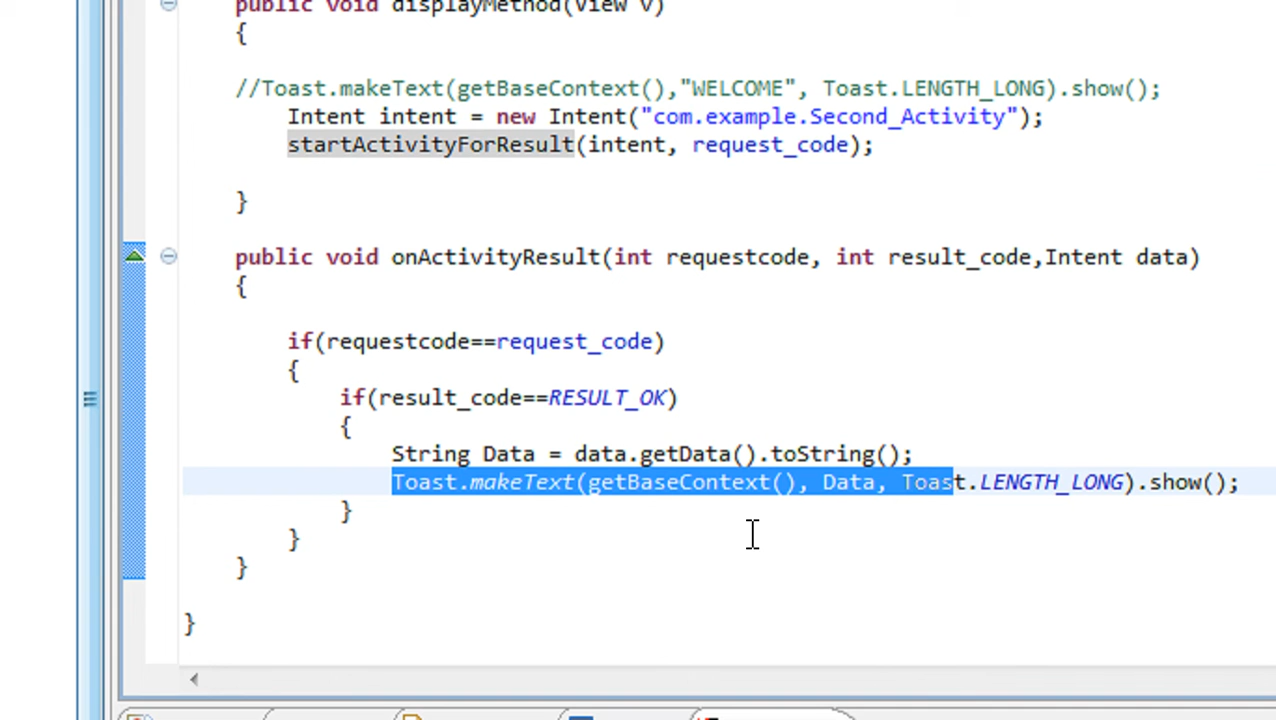 public void displayMethod(View v)
{
//Toast.makeText(getBaseContext(),"WELCOME", Toast.LENGTH_LONG).show();
Intent intent = new Intent("com.example.Second_Activity");
startActivityForResult(intent, request_code);
}
public void onActivityResult(int requestcode, int result_code,Intent data)
{
if(requestcode==request_code)
{
if(result_code==RESULT_OK)
{
String Data = data.getData().toString();
Toast.makeText(getBaseContext(), Data, Toast.LENGTH_LONG).show();
}
}
}
}